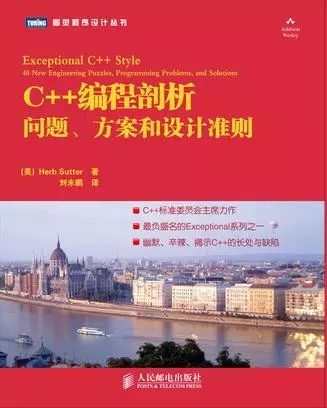 TURING
图灵程序设计丛书
Addison
Wesley
Exceptional C++ Style
40 New Engineering Puzzles, Programming Problems, and Solutions
C++编程剖析
问题、方案和设计准则
[美] Herb Sutter 著
刘未鹏 译
C++标准委员会主席力作
最负盛名的Exceptional系列之一
幽默、辛辣、揭示C++的长处与缺陷
人民邮电出版社
POSTS & TELECOM PRESS